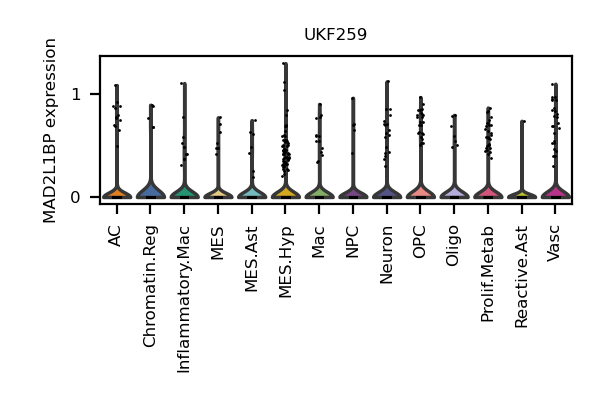 UKF259
MAD2L1BP expression
1
0
AC
Chromatin.Reg
Inflammatory.Mac
MES
MES.Ast
MES.Hyp
Mac
NPC
Neuron
OPC
Oligo
Prolif.Metab
Reactive.Ast
Vasc